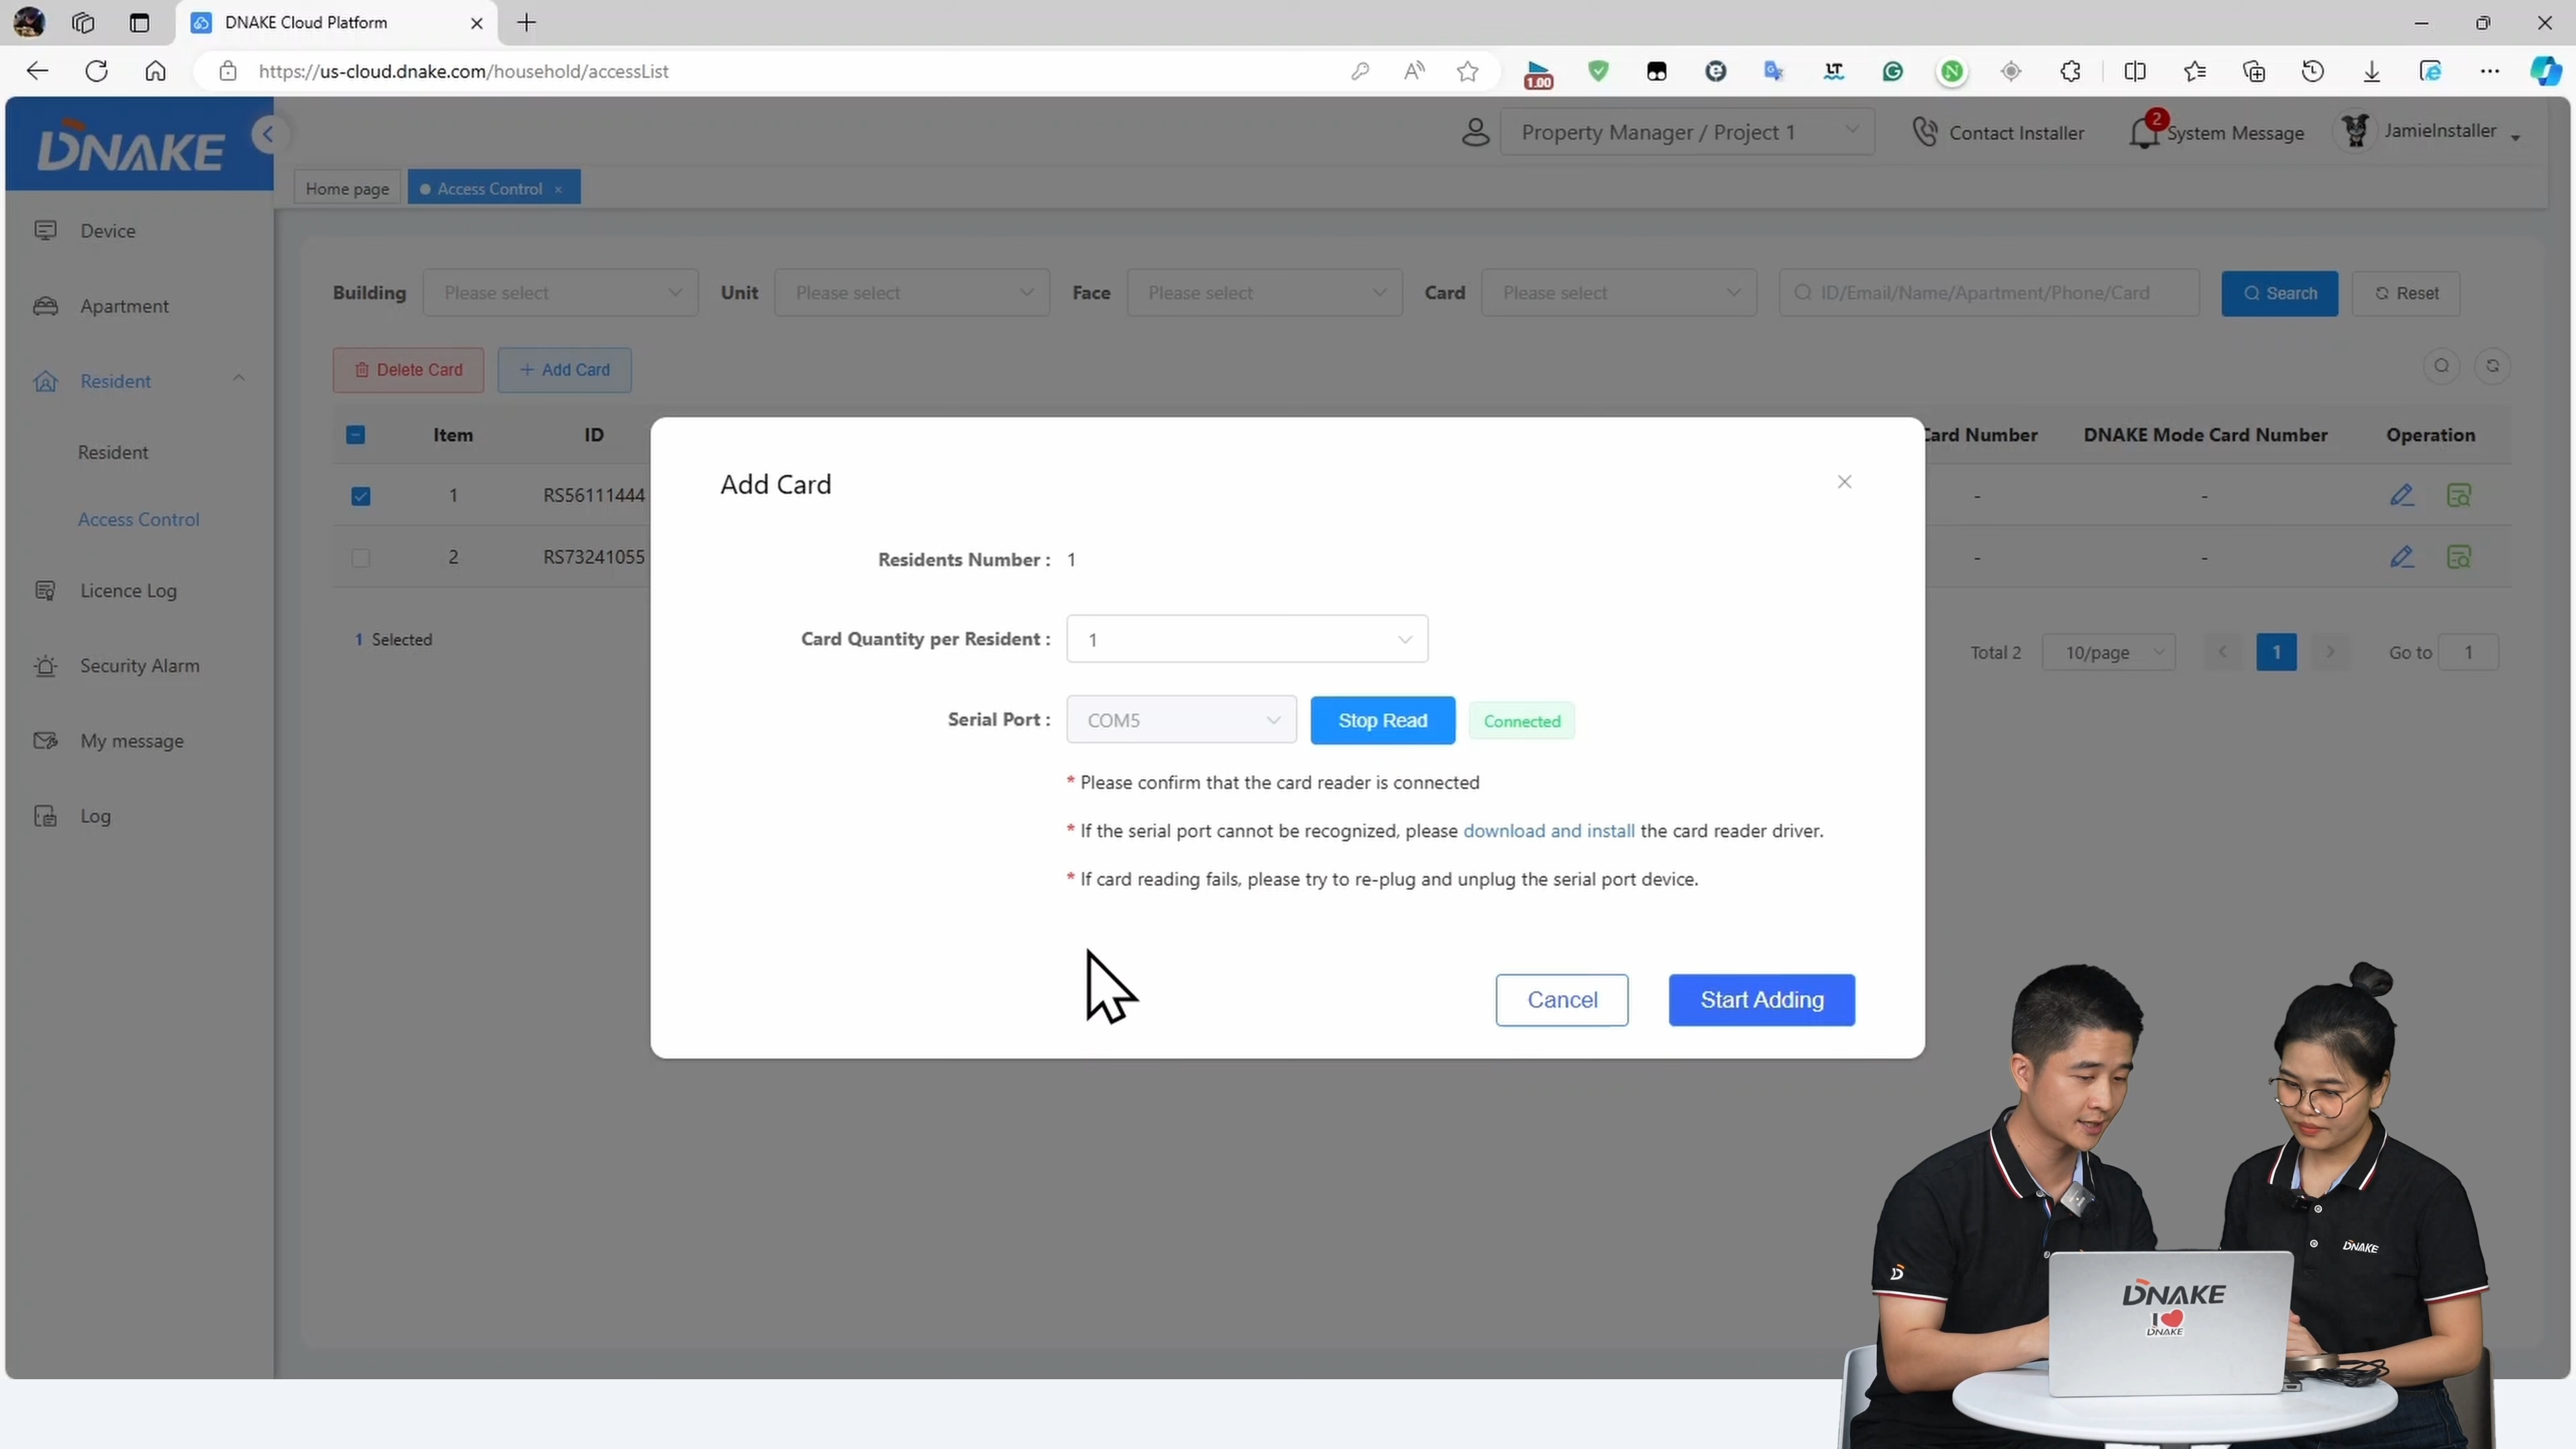 DNAKE Cloud Platform
https://us-cloud.dnake.com/household/accessList
1.00
DNAKE
Property Manager / Project 1
Contact Installer
2
System Message
JamieInstaller
Home page
Access Control
Device
Apartment
Resident
Resident
Access Control
Licence Log
Security Alarm
My message
Log
Building Please select Unit Please select Face Please select Card Please select ID/Email/Name/Apartment/Phone/Card Search Reset
Delete Card + Add Card
Item ID Card Number DNAKE Mode Card Number Operation
1 RS56111444 - -
2 RS73241055 - -
1 Selected
Total 2 10/page 1 Go to 1
Add Card
Residents Number : 1
Card Quantity per Resident : 1
Serial Port : COM5 Stop Read Connected
* Please confirm that the card reader is connected
* If the serial port cannot be recognized, please download and install the card reader driver.
* If card reading fails, please try to re-plug and unplug the serial port device.
Cancel Start Adding
DNAKE
DNAKE
I ❤
DNAKE